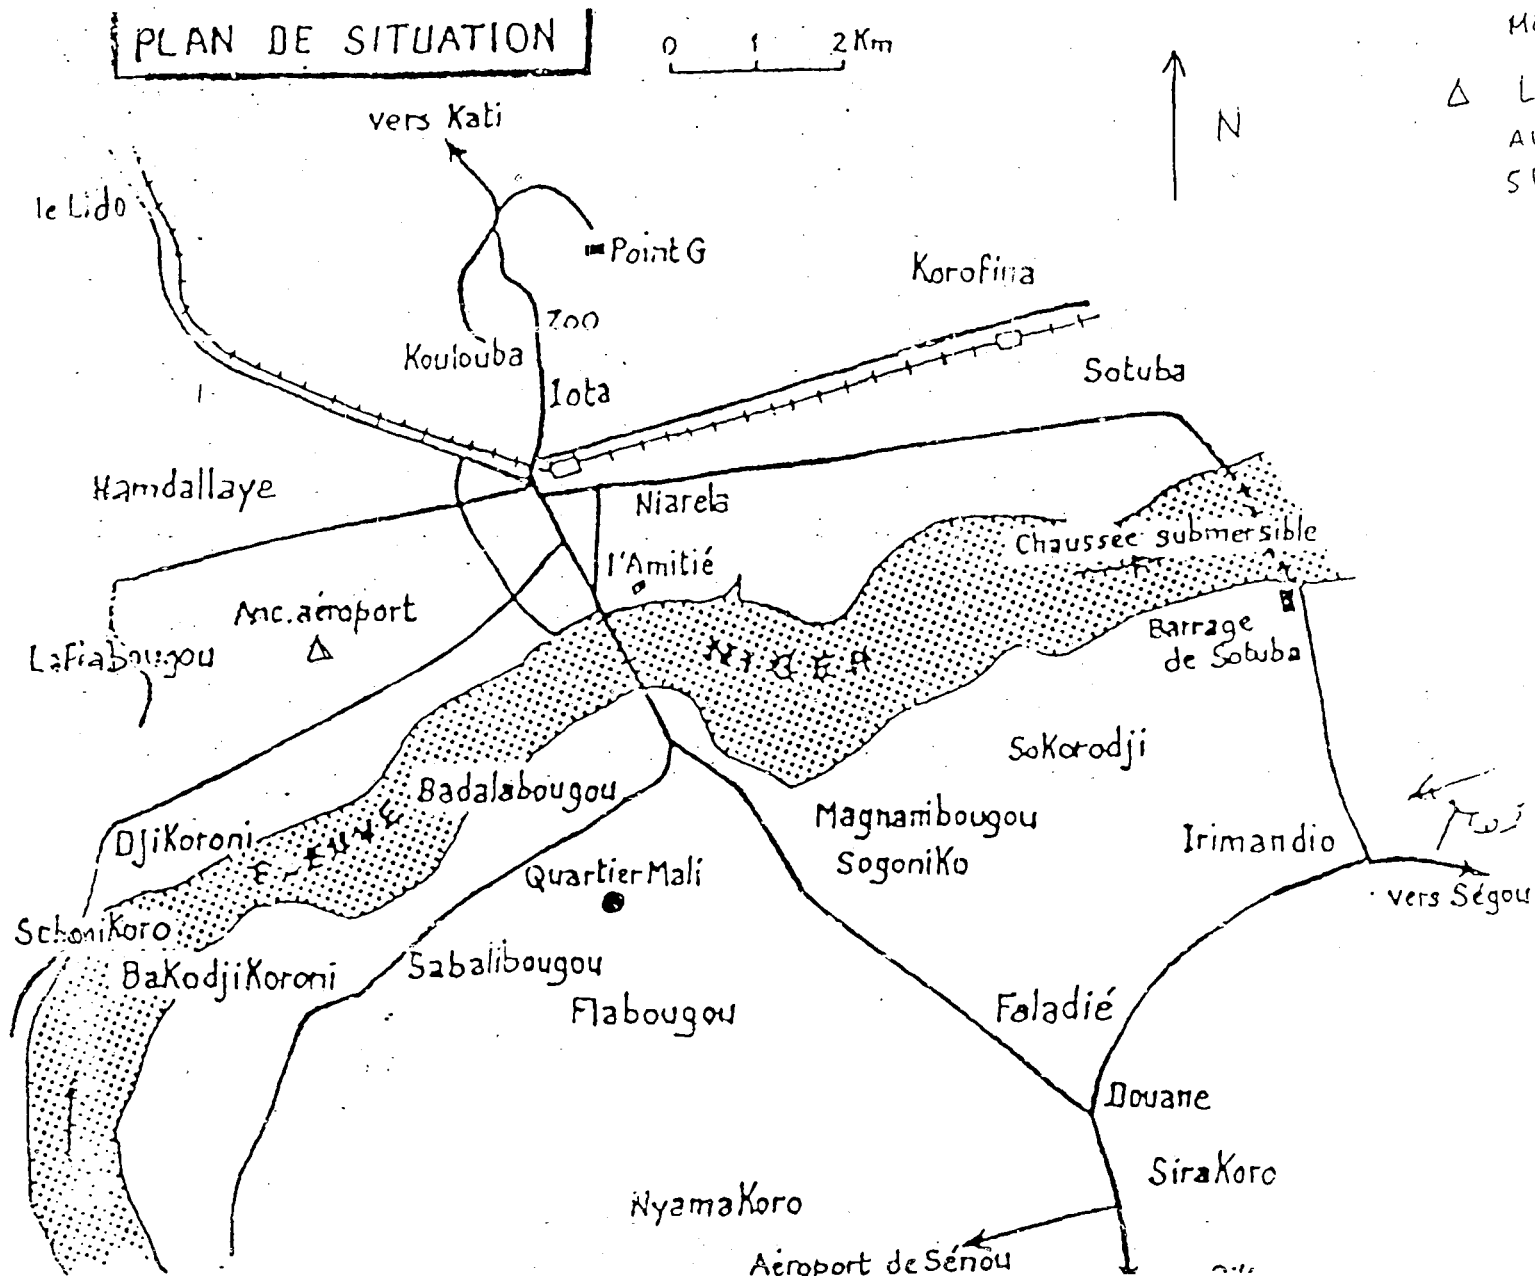 PLAN DE SITUATION
0 1 2 Km
N
vers Kati
le Lido
Point G
Korofina
Zoo
Koulouba
Iota
Sotuba
Hamdallaye
Niarela
Chaussée submersible
l'Amitié
Anc. aéroport
Lafiabougou
NIGER
Barrage
de Sotuba
Sokorodji
Badalabougou
Magnambougou
Sogoniko
Djikoroni
FLEUVE
Irimandio
Quartier Mali
vers Ségou
Sabalibougou
Bakodjikoroni
Flabougou
Faladié
Douane
Sirakoro
Nyamakoro
Aéroport de Sénou